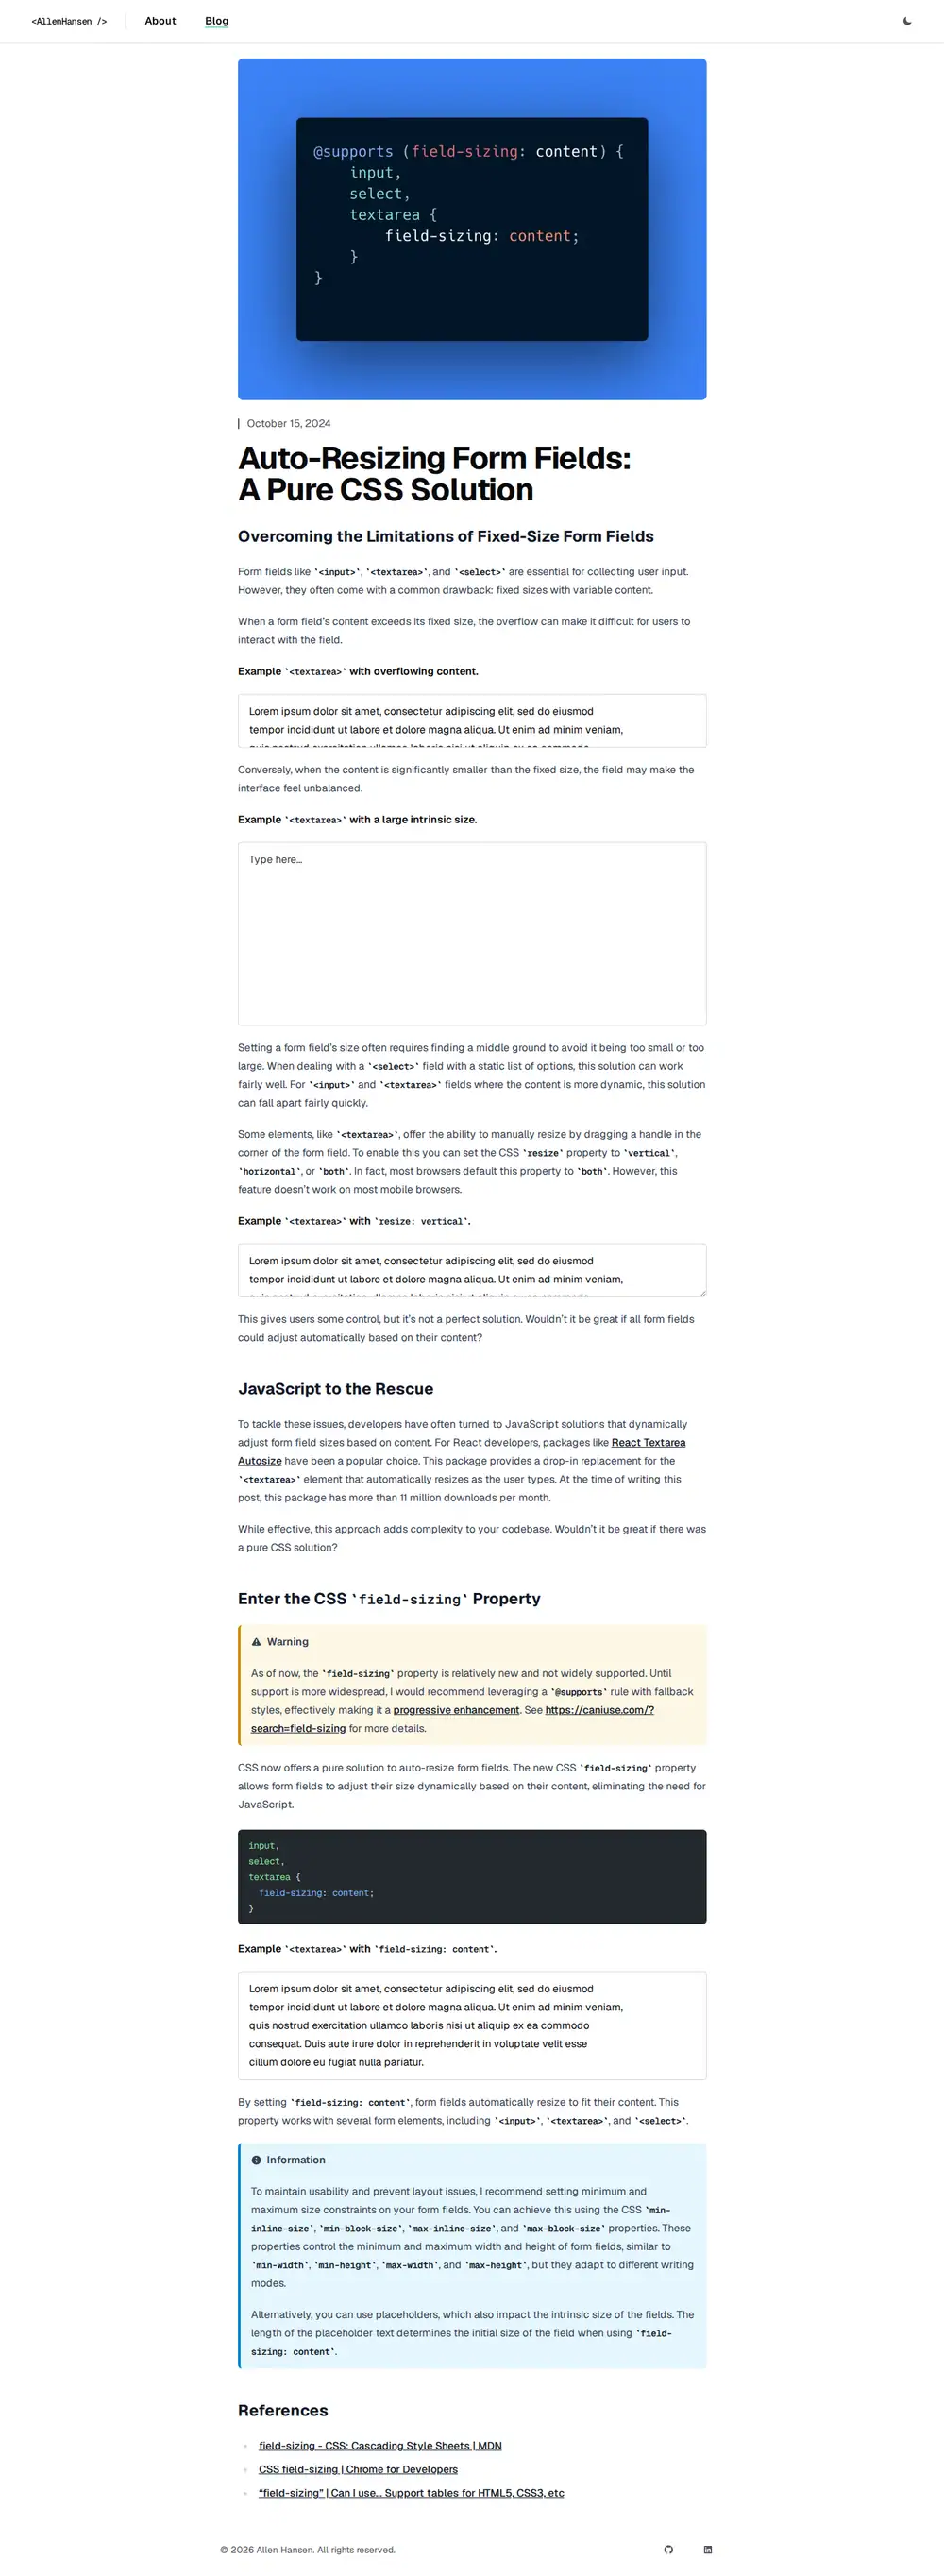 <AllenHansen />
About
Blog
@supports (field-sizing: content) {
    input,
    select,
    textarea {
        field-sizing: content;
    }
}
October 15, 2024
Auto-Resizing Form Fields:
A Pure CSS Solution
Overcoming the Limitations of Fixed-Size Form Fields
Form fields like `<input>`, `<textarea>`, and `<select>` are essential for collecting user input.
However, they often come with a common drawback: fixed sizes with variable content.
When a form field’s content exceeds its fixed size, the overflow can make it difficult for users to
interact with the field.
Example `<textarea>` with overflowing content.
Lorem ipsum dolor sit amet, consectetur adipiscing elit, sed do eiusmod
tempor incididunt ut labore et dolore magna aliqua. Ut enim ad minim veniam,
quis nostrud exercitation ullamco laboris nisi ut aliquip ex ea commodo
Conversely, when the content is significantly smaller than the fixed size, the field may make the
interface feel unbalanced.
Example `<textarea>` with a large intrinsic size.
Type here...
Setting a form field’s size often requires finding a middle ground to avoid it being too small or too
large. When dealing with a `<select>` field with a static list of options, this solution can work
fairly well. For `<input>` and `<textarea>` fields where the content is more dynamic, this solution
can fall apart fairly quickly.
Some elements, like `<textarea>`, offer the ability to manually resize by dragging a handle in the
corner of the form field. To enable this you can set the CSS `resize` property to `vertical`,
`horizontal`, or `both`. In fact, most browsers default this property to `both`. However, this
feature doesn’t work on most mobile browsers.
Example `<textarea>` with `resize: vertical`.
Lorem ipsum dolor sit amet, consectetur adipiscing elit, sed do eiusmod
tempor incididunt ut labore et dolore magna aliqua. Ut enim ad minim veniam,
quis nostrud exercitation ullamco laboris nisi ut aliquip ex ea commodo
This gives users some control, but it’s not a perfect solution. Wouldn’t it be great if all form fields
could adjust automatically based on their content?
JavaScript to the Rescue
To tackle these issues, developers have often turned to JavaScript solutions that dynamically
adjust form field sizes based on content. For React developers, packages like React Textarea
Autosize have been a popular choice. This package provides a drop-in replacement for the
`<textarea>` element that automatically resizes as the user types. At the time of writing this
post, this package has more than 11 million downloads per month.
While effective, this approach adds complexity to your codebase. Wouldn’t it be great if there was
a pure CSS solution?
Enter the CSS `field-sizing` Property
Warning
As of now, the `field-sizing` property is relatively new and not widely supported. Until
support is more widespread, I would recommend leveraging a `@supports` rule with fallback
styles, effectively making it a progressive enhancement. See https://caniuse.com/?
search=field-sizing for more details.
CSS now offers a pure solution to auto-resize form fields. The new CSS `field-sizing` property
allows form fields to adjust their size dynamically based on their content, eliminating the need for
JavaScript.
input,
select,
textarea {
  field-sizing: content;
}
Example `<textarea>` with `field-sizing: content`.
Lorem ipsum dolor sit amet, consectetur adipiscing elit, sed do eiusmod
tempor incididunt ut labore et dolore magna aliqua. Ut enim ad minim veniam,
quis nostrud exercitation ullamco laboris nisi ut aliquip ex ea commodo
consequat. Duis aute irure dolor in reprehenderit in voluptate velit esse
cillum dolore eu fugiat nulla pariatur.
By setting `field-sizing: content`, form fields automatically resize to fit their content. This
property works with several form elements, including `<input>`, `<textarea>`, and `<select>`.
Information
To maintain usability and prevent layout issues, I recommend setting minimum and
maximum size constraints on your form fields. You can achieve this using the CSS `min-
inline-size`, `min-block-size`, `max-inline-size`, and `max-block-size` properties. These
properties control the minimum and maximum width and height of form fields, similar to
`min-width`, `min-height`, `max-width`, and `max-height`, but they adapt to different writing
modes.
Alternatively, you can use placeholders, which also impact the intrinsic size of the fields. The
length of the placeholder text determines the initial size of the field when using `field-
sizing: content`.
References
field-sizing - CSS: Cascading Style Sheets | MDN
CSS field-sizing | Chrome for Developers
“field-sizing” | Can I use... Support tables for HTML5, CSS3, etc
© 2026 Allen Hansen. All rights reserved.